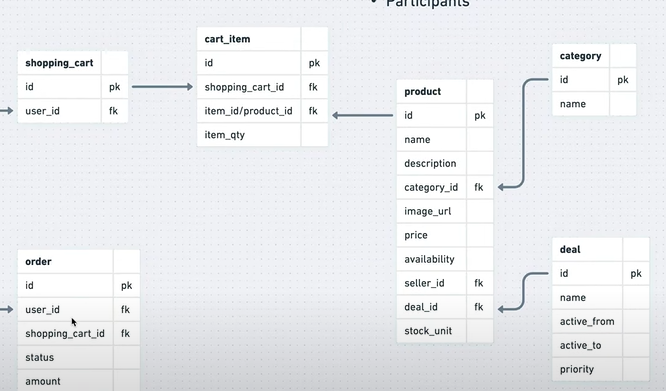 • Participants
shopping_cart
id pk
user_id fk
cart_item
id pk
shopping_cart_id fk
item_id/product_id fk
item_qty
product
id pk
name
description
category_id fk
image_url
price
availability
seller_id fk
deal_id fk
stock_unit
category
id pk
name
order
id pk
user_id fk
shopping_cart_id fk
status
amount
deal
id pk
name
active_from
active_to
priority